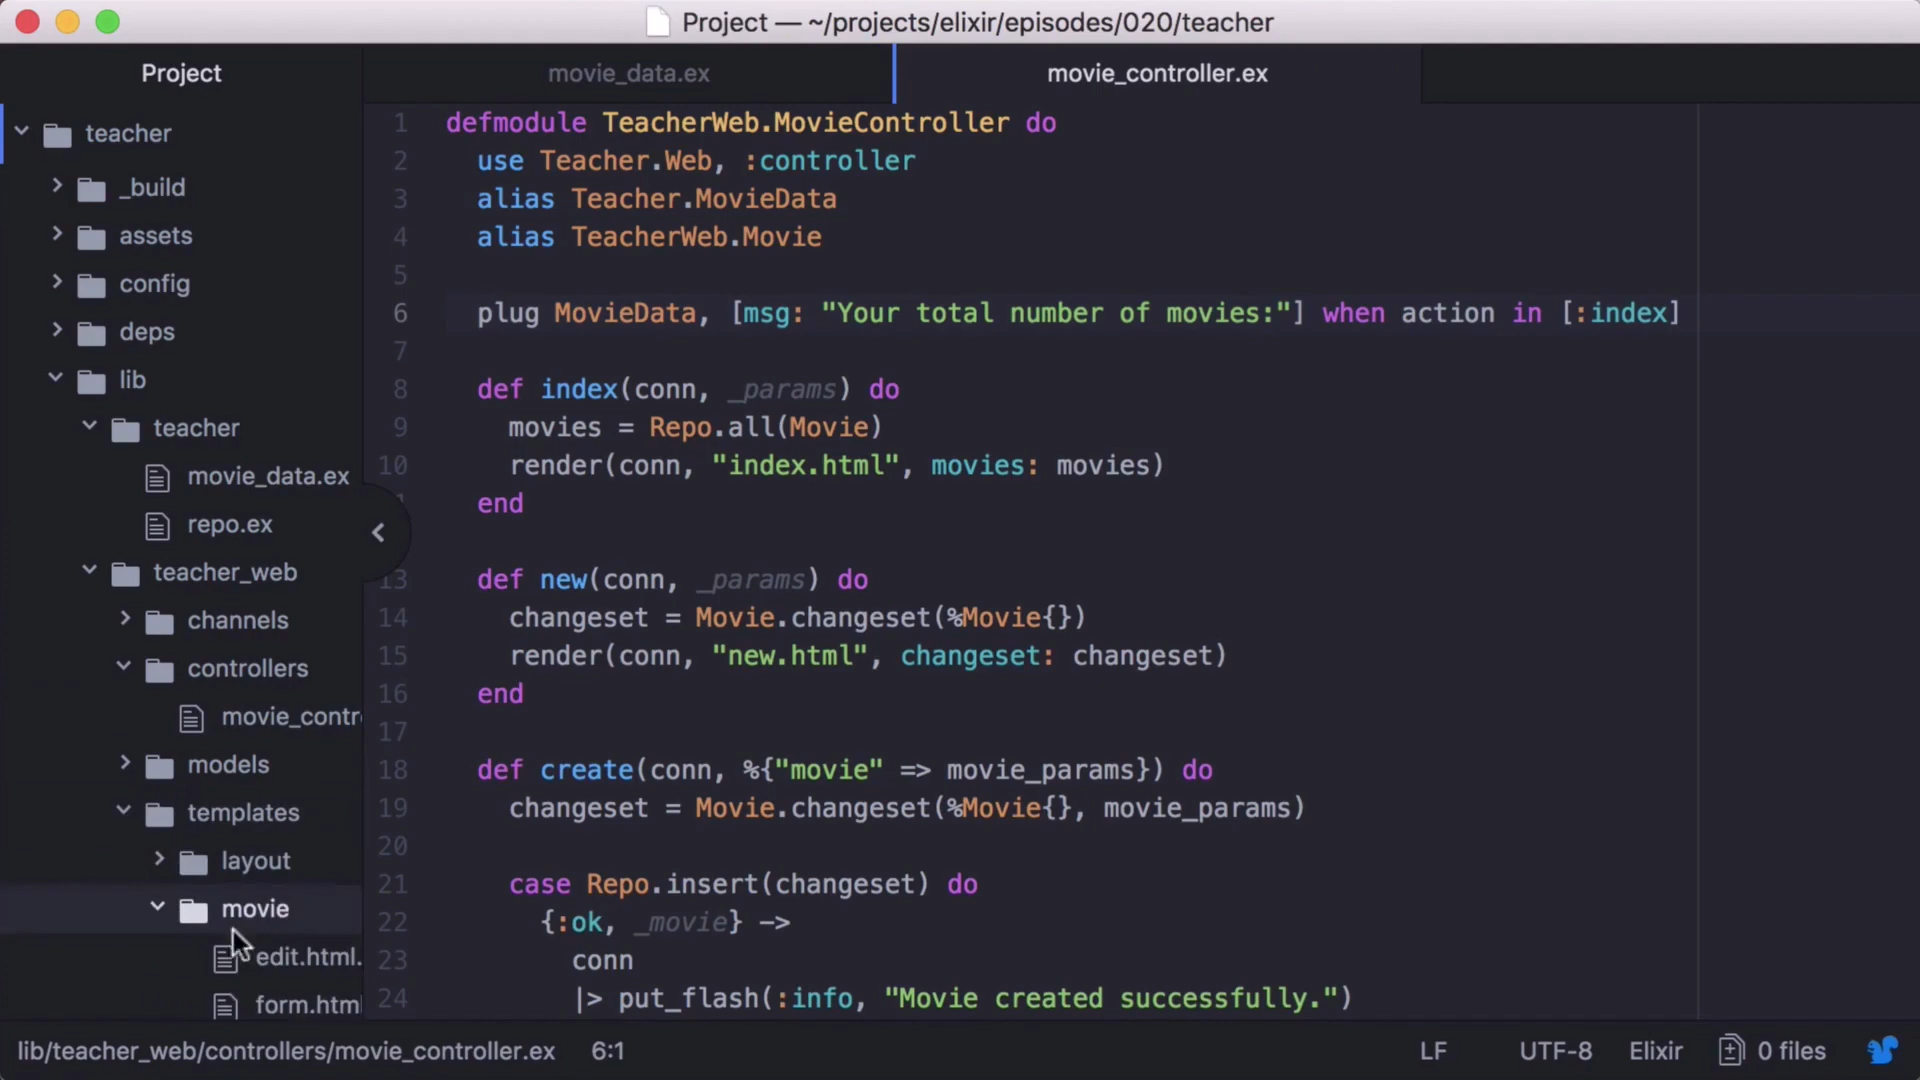 Project — ~/projects/elixir/episodes/020/teacher
Project
teacher
_build
assets
config
deps
lib
teacher
movie_data.ex
repo.ex
teacher_web
channels
controllers
movie_contr
models
templates
layout
movie
edit.html.
form.html
movie_data.ex
movie_controller.ex
1 defmodule TeacherWeb.MovieController do
2 use Teacher.Web, :controller
3 alias Teacher.MovieData
4 alias TeacherWeb.Movie
5
6 plug MovieData, [msg: "Your total number of movies:"] when action in [:index]
7
8 def index(conn, _params) do
9 movies = Repo.all(Movie)
10 render(conn, "index.html", movies: movies)
end
13 def new(conn, _params) do
14 changeset = Movie.changeset(%Movie{})
15 render(conn, "new.html", changeset: changeset)
16 end
17
18 def create(conn, %{"movie" => movie_params}) do
19 changeset = Movie.changeset(%Movie{}, movie_params)
20
21 case Repo.insert(changeset) do
22 {:ok, _movie} ->
23 conn
24 |> put_flash(:info, "Movie created successfully.")
lib/teacher_web/controllers/movie_controller.ex 6:1 LF UTF-8 Elixir 0 files